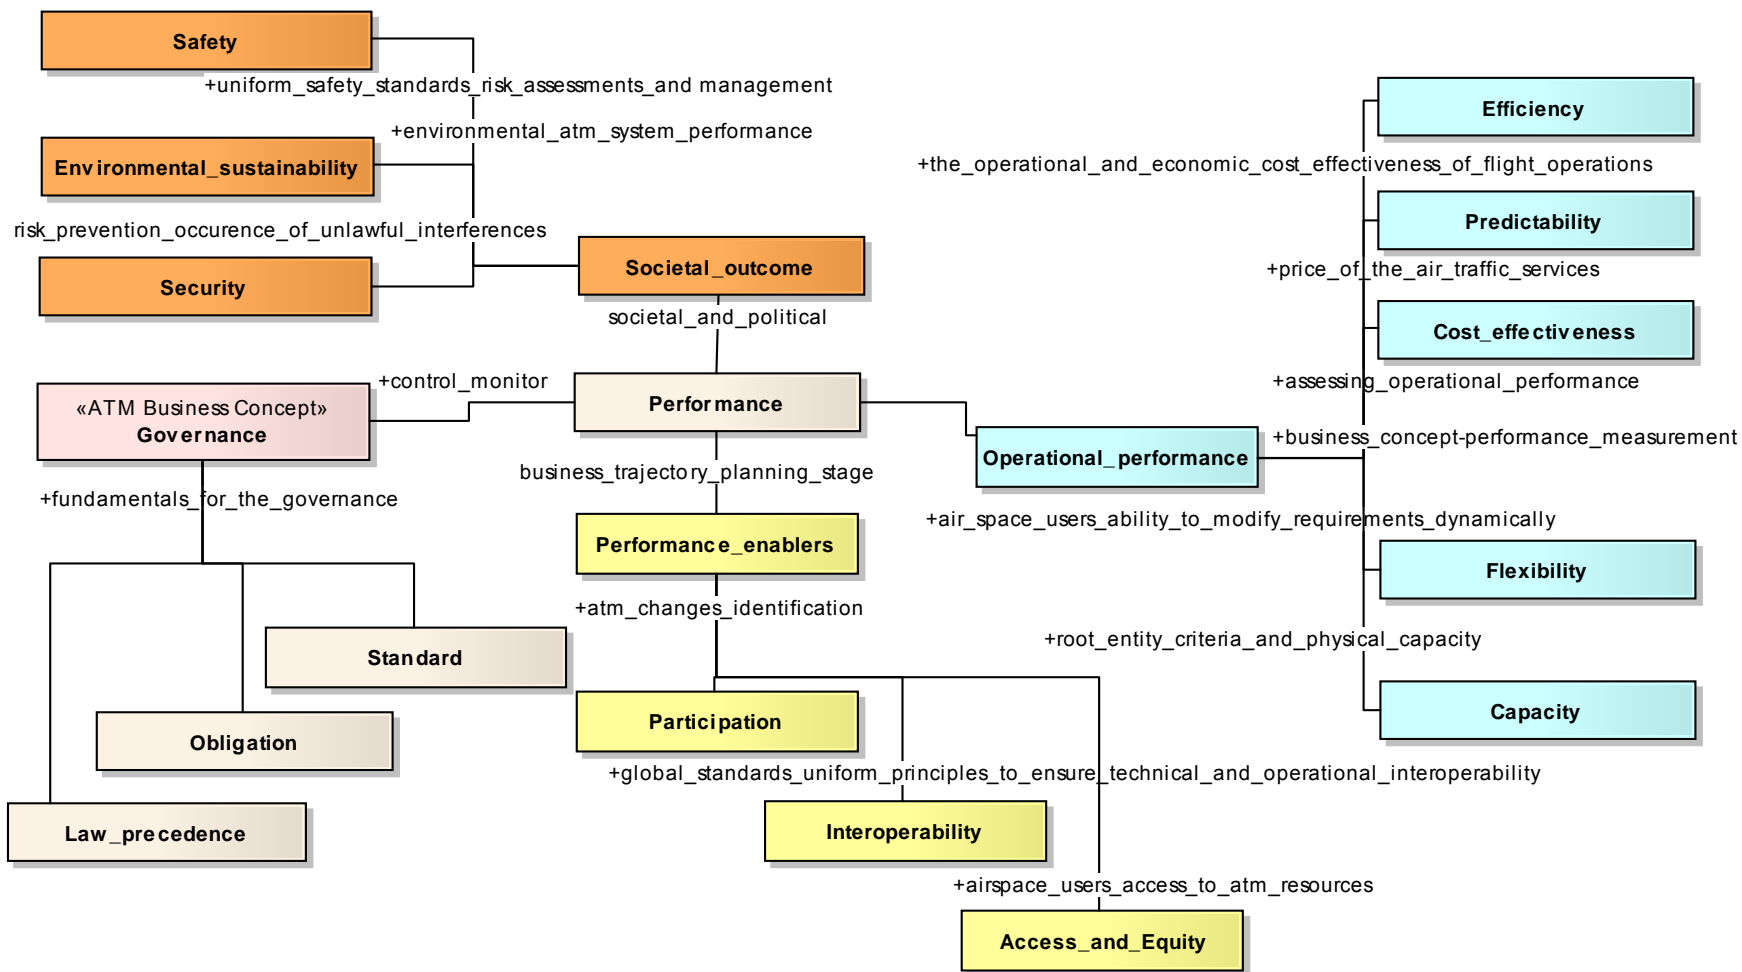 Safety
+uniform_safety_standards_risk_assessments_and management
+environmental_atm_system_performance
Environmental_sustainability
risk_prevention_occurence_of_unlawful_interferences
Security
Societal_outcome
societal_and_political
+control_monitor
«ATM Business Concept»
Governance
Performance
+fundamentals_for_the_governance
business_trajectory_planning_stage
Performance_enablers
+atm_changes_identification
Standard
Obligation
Law_precedence
Participation
+global_standards_uniform_principles_to_ensure_technical_and_operational_interoperability
Interoperability
+airspace_users_access_to_atm_resources
Access_and_Equity
Efficiency
+the_operational_and_economic_cost_effectiveness_of_flight_operations
Predictability
+price_of_the_air_traffic_services
Cost_effectiveness
+assessing_operational_performance
+business_concept-performance_measurement
Operational_performance
+air_space_users_ability_to_modify_requirements_dynamically
Flexibility
+root_entity_criteria_and_physical_capacity
Capacity